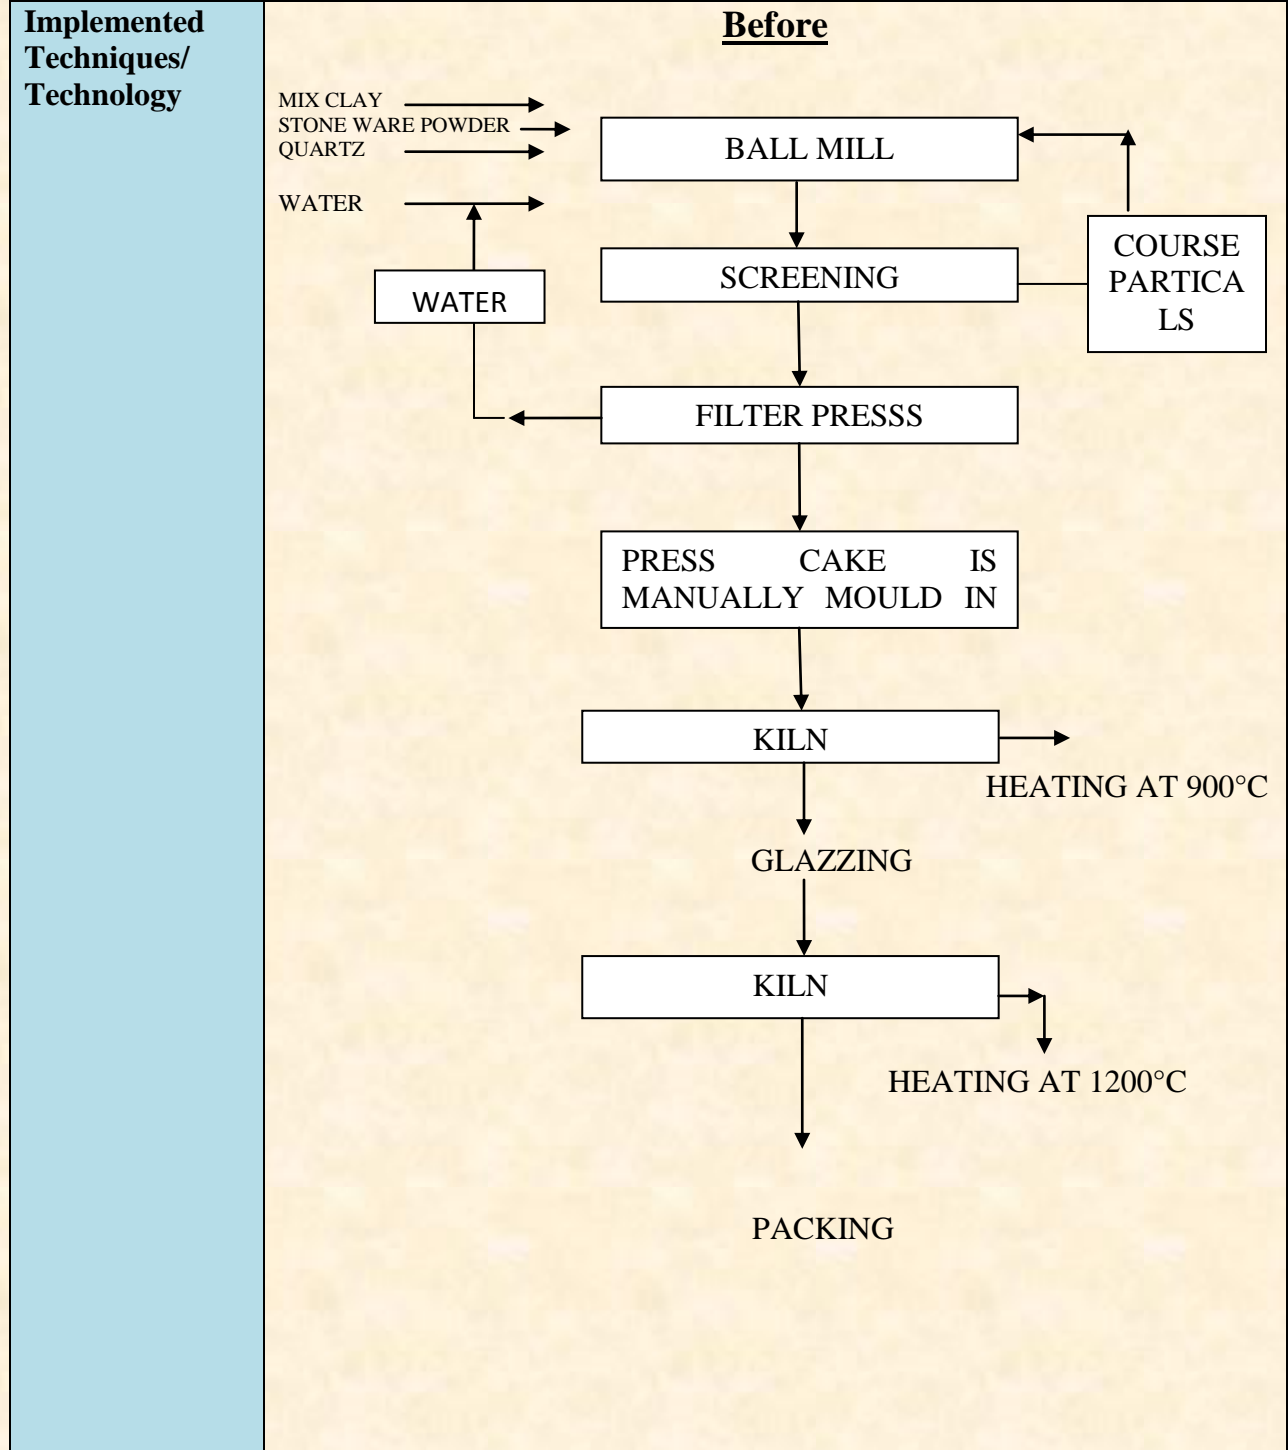 Implemented
Techniques/
Technology
Before
MIX CLAY
STONE WARE POWDER
QUARTZ
WATER
BALL MILL
COURSE
PARTICA
LS
SCREENING
WATER
FILTER PRESSS
PRESS CAKE IS
MANUALLY MOULD IN
KILN
HEATING AT 900°C
GLAZZING
KILN
HEATING AT 1200°C
PACKING